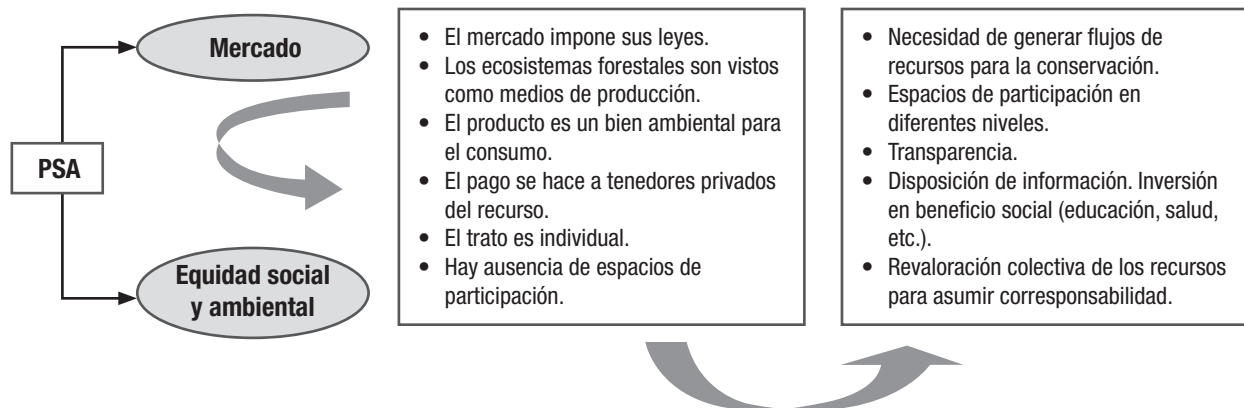 PSA
Mercado
Equidad social
y ambiental
• El mercado impone sus leyes.
• Los ecosistemas forestales son vistos
como medios de producción.
• El producto es un bien ambiental para
el consumo.
• El pago se hace a tenedores privados
del recurso.
• El trato es individual.
• Hay ausencia de espacios de
participación.
• Necesidad de generar flujos de
recursos para la conservación.
• Espacios de participación en
diferentes niveles.
• Transparencia.
• Disposición de información. Inversión
en beneficio social (educación, salud,
etc.).
• Revaloración colectiva de los recursos
para asumir corresponsabilidad.